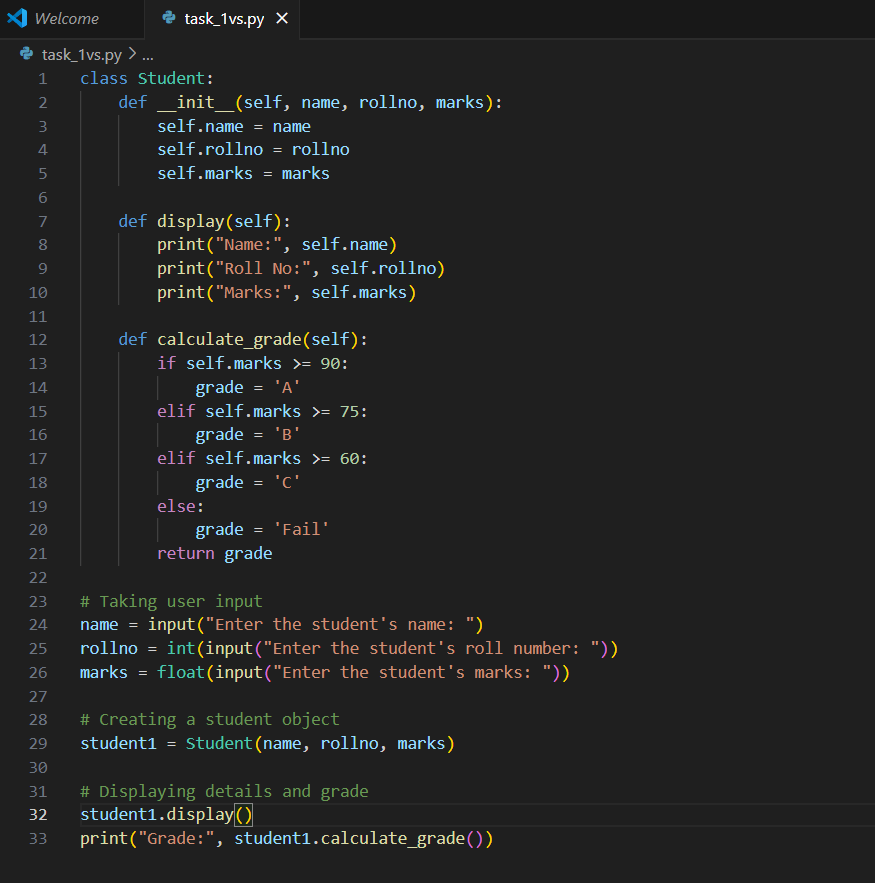 Welcome task_1vs.py
task_1vs.py > ...
1 class Student:
2     def __init__(self, name, rollno, marks):
3         self.name = name
4         self.rollno = rollno
5         self.marks = marks
6
7     def display(self):
8         print("Name:", self.name)
9         print("Roll No:", self.rollno)
10         print("Marks:", self.marks)
11
12     def calculate_grade(self):
13         if self.marks >= 90:
14             grade = 'A'
15         elif self.marks >= 75:
16             grade = 'B'
17         elif self.marks >= 60:
18             grade = 'C'
19         else:
20             grade = 'Fail'
21         return grade
22
23 # Taking user input
24 name = input("Enter the student's name: ")
25 rollno = int(input("Enter the student's roll number: "))
26 marks = float(input("Enter the student's marks: "))
27
28 # Creating a student object
29 student1 = Student(name, rollno, marks)
30
31 # Displaying details and grade
32 student1.display()
33 print("Grade:", student1.calculate_grade())